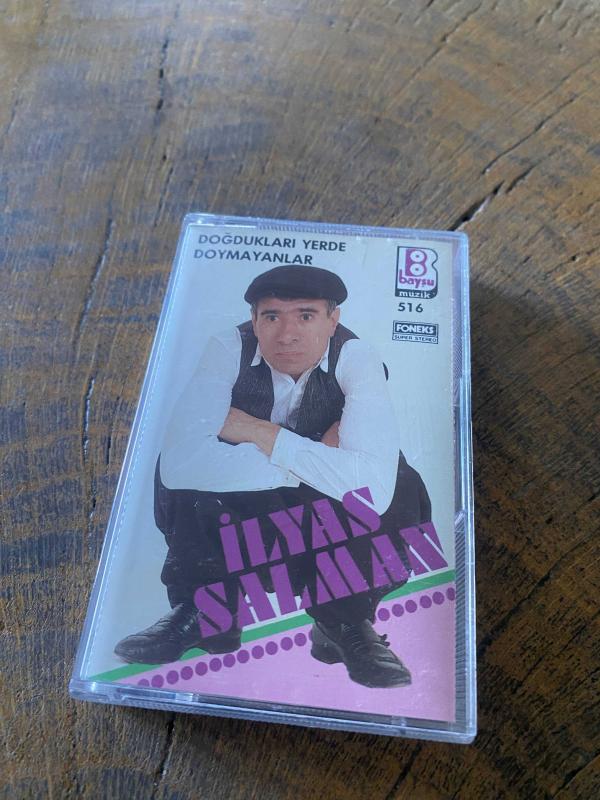 DOĞDUKLARI YERDE
DOYMAYANLAR
B
baysu
müzik
516
FONEKS
SUPER STEREO
İLYAS
SALMAN